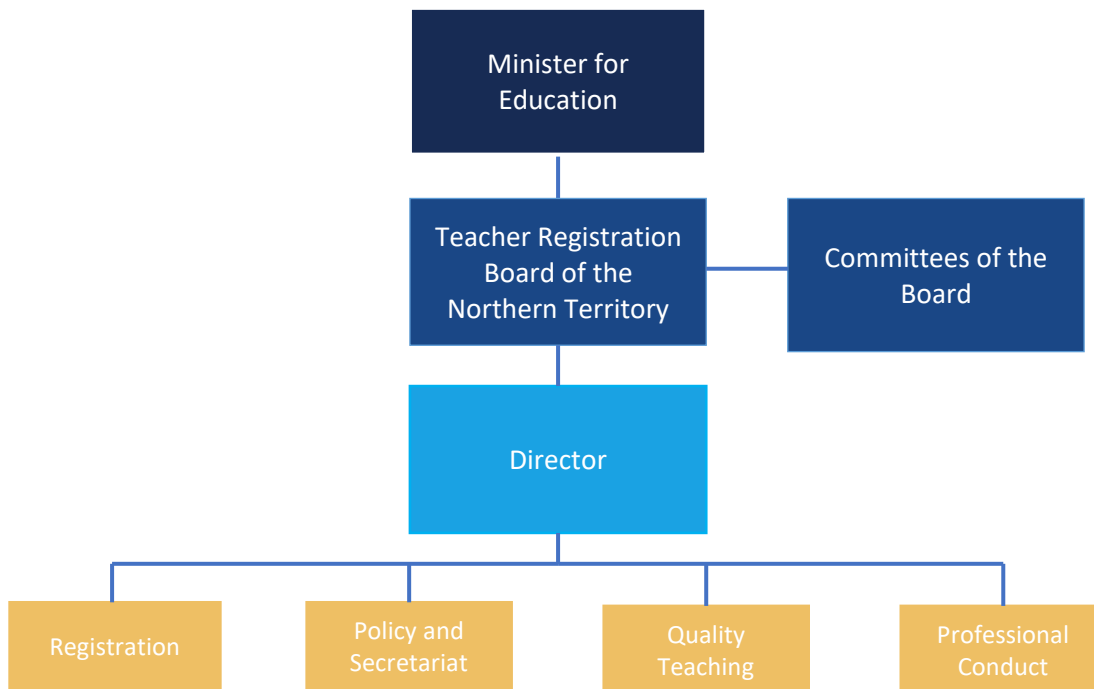 Minister for
Education
Teacher Registration
Board of the
Northern Territory
Committees of the
Board
Director
Registration
Policy and
Secretariat
Quality
Teaching
Professional
Conduct